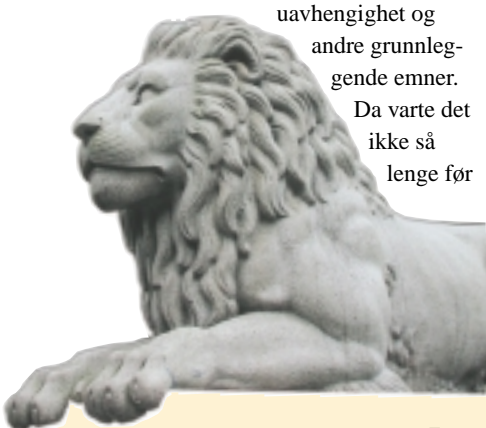 uavhengighet og
andre grunnleg-
gende emner.
Da varte det
ikke så
lenge før